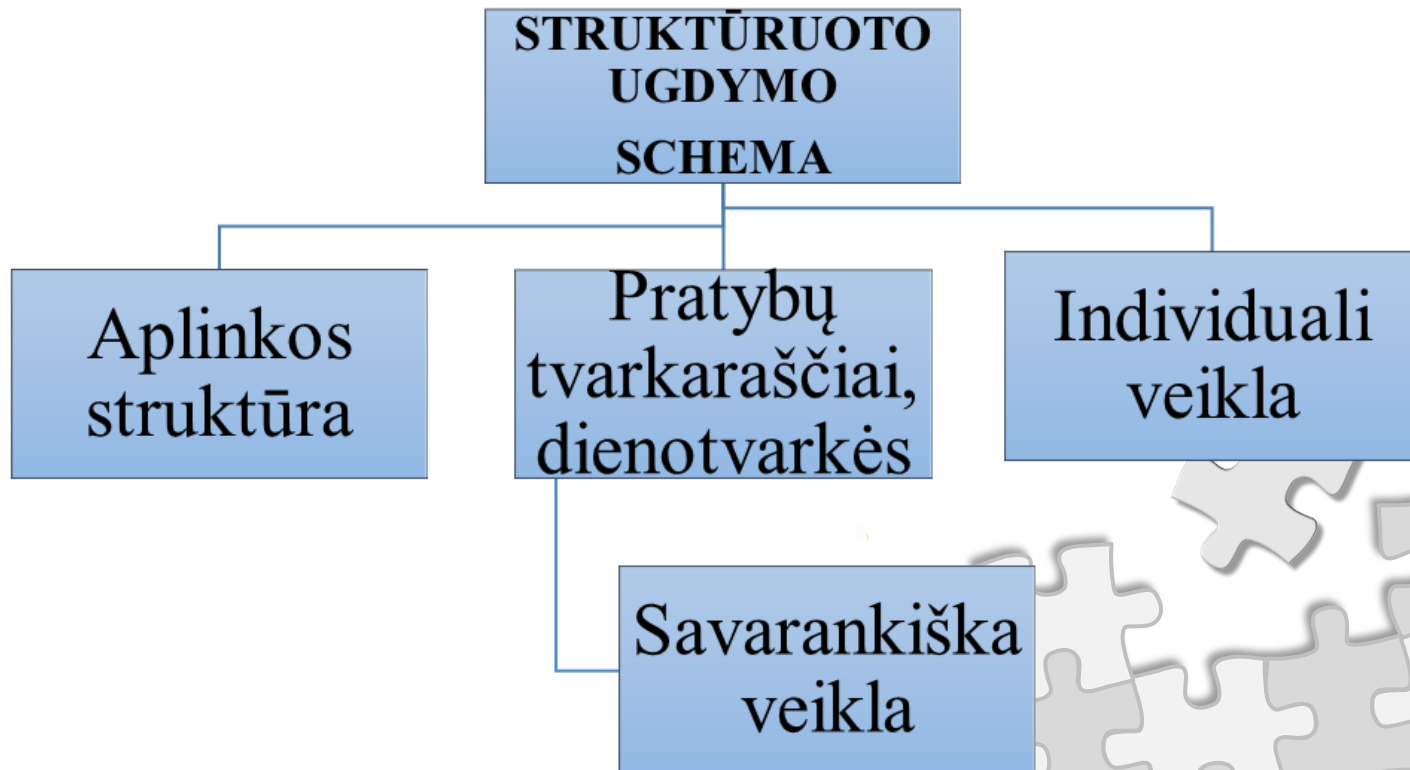 STRUKTŪRUOTO
UGDYMO
SCHEMA
Aplinkos
struktūra
Pratybų
tvarkaraščiai,
dienotvarkės
Individuali
veikla
Savarankiška
veikla